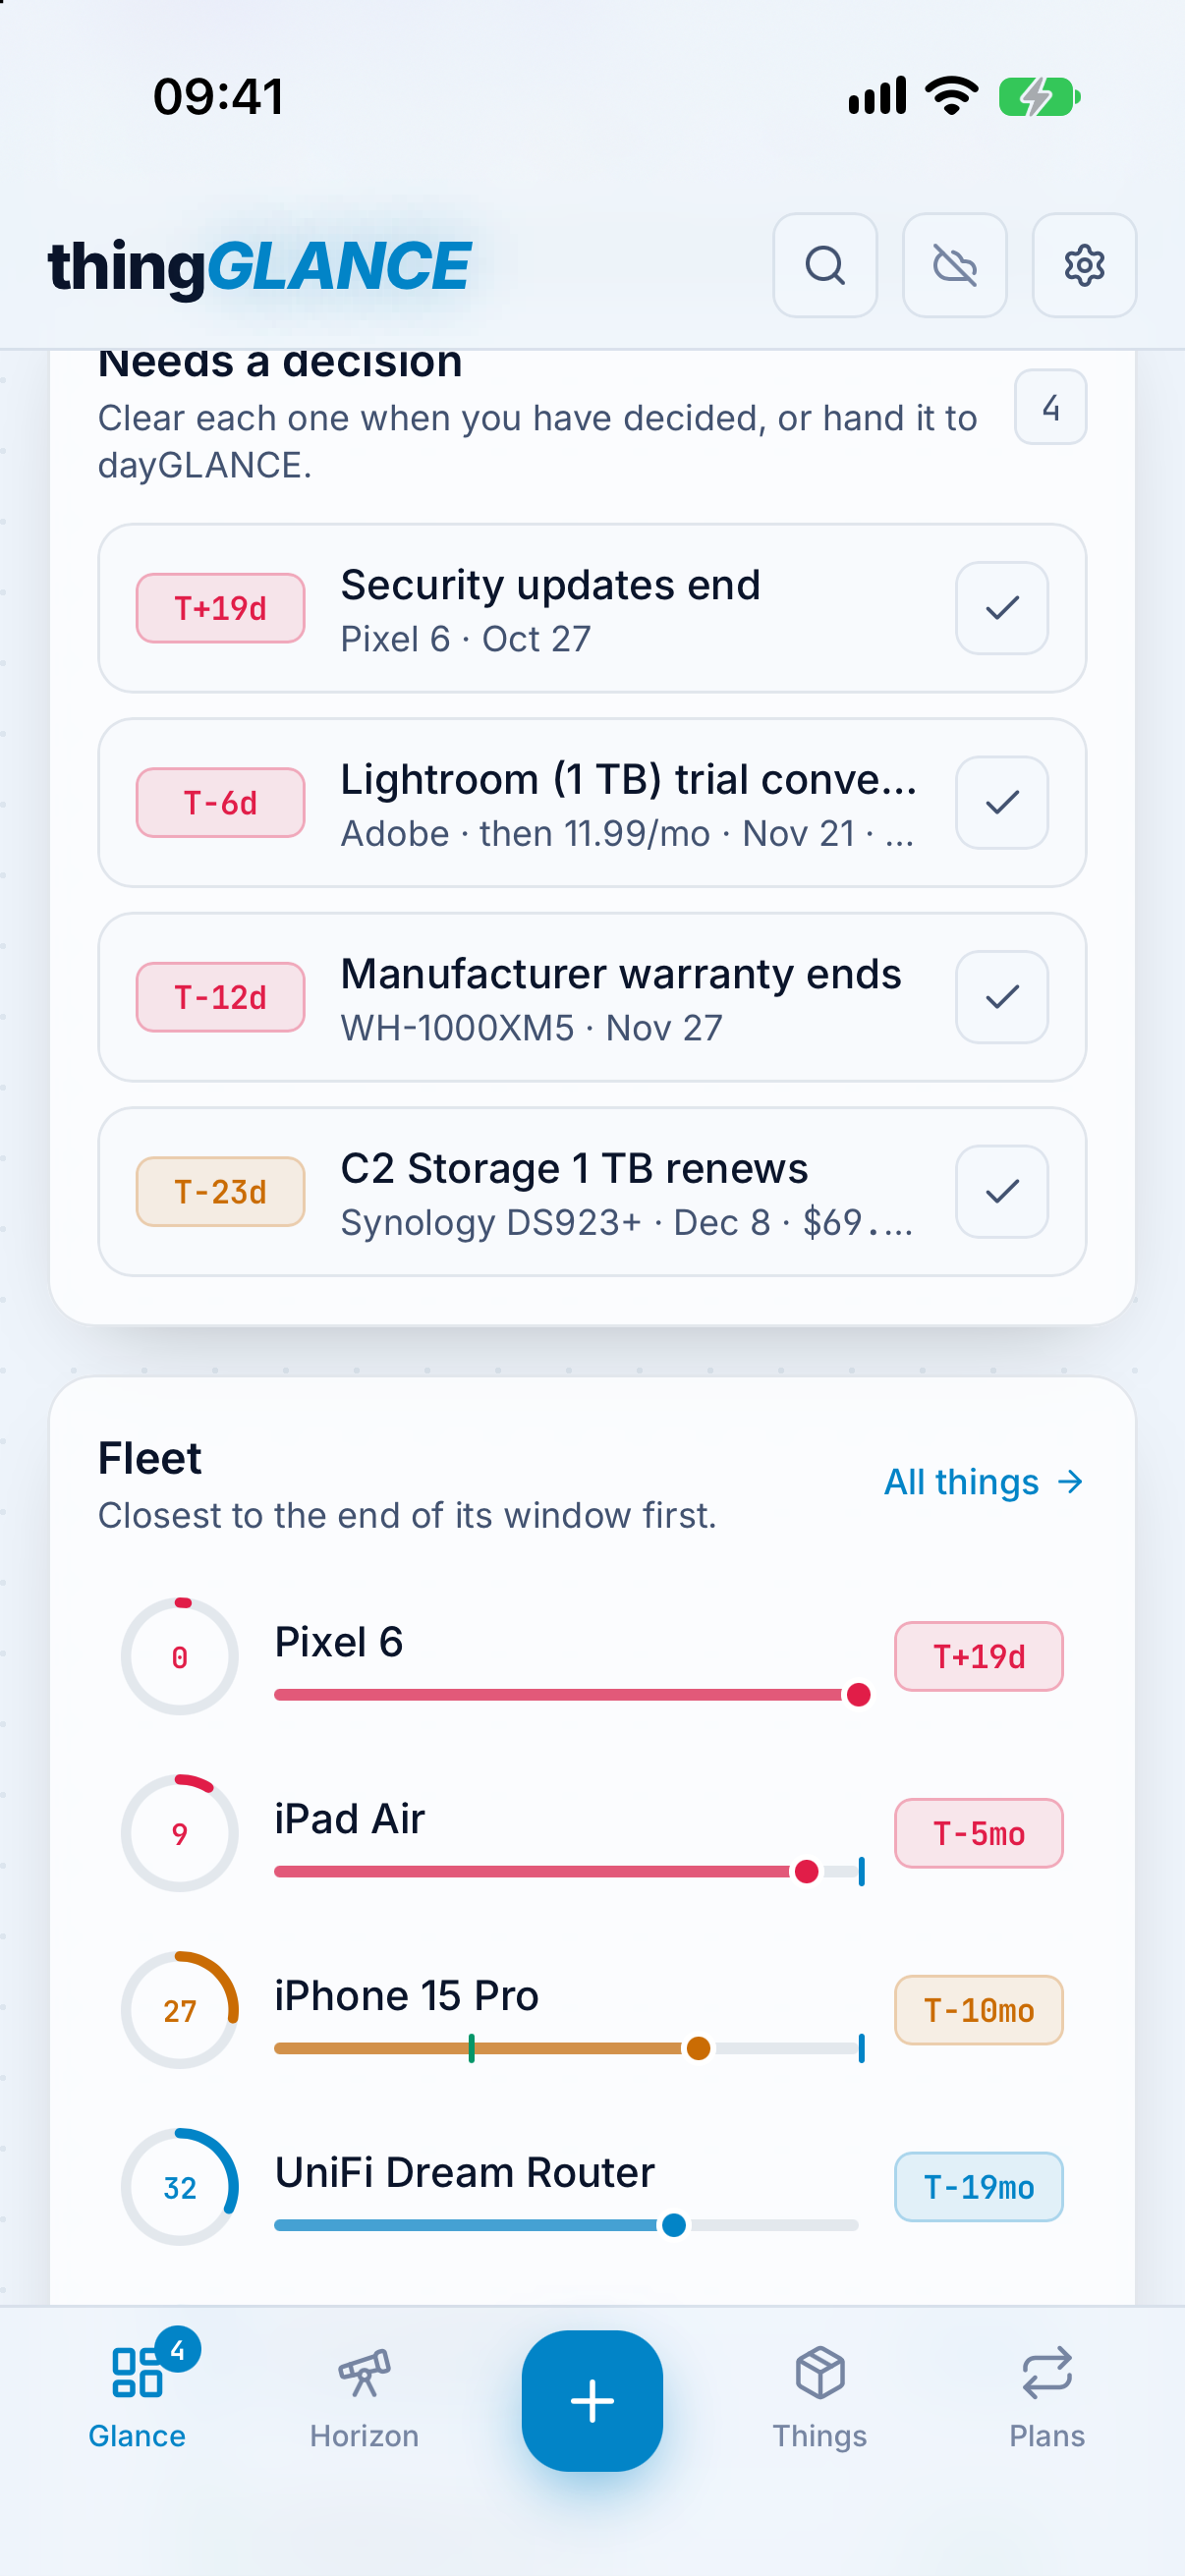 09:41
thingGLANCE
Needs a decision
Clear each one when you have decided, or hand it to
dayGLANCE.
4
T+19d
Security updates end
Pixel 6 · Oct 27
T-6d
Lightroom (1 TB) trial conve...
Adobe · then 11.99/mo · Nov 21 · ...
T-12d
Manufacturer warranty ends
WH-1000XM5 · Nov 27
T-23d
C2 Storage 1 TB renews
Synology DS923+ · Dec 8 · $69....
Fleet
Closest to the end of its window first.
All things →
0
Pixel 6
T+19d
9
iPad Air
T-5mo
27
iPhone 15 Pro
T-10mo
32
UniFi Dream Router
T-19mo
4
Glance
Horizon
Things
Plans